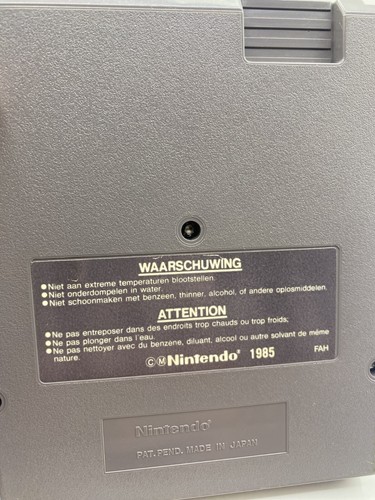 WAARSCHUWING
●Niet aan extreme temperaturen blootstellen.
●Niet onderdompelen in water.
●Niet schoonmaken met benzeen, thinner, alcohol, of andere oplosmiddelen.
ATTENTION
●Ne pas entreposer dans des endroits trop chauds ou trop froids;
●Ne pas plonger dans l'eau.
●Ne pas nettoyer avec du benzene, diluant, alcool ou autre solvant de même
nature.
©ⓂNintendo® 1985 FAH
Nintendo®
PAT. PEND. MADE IN JAPAN